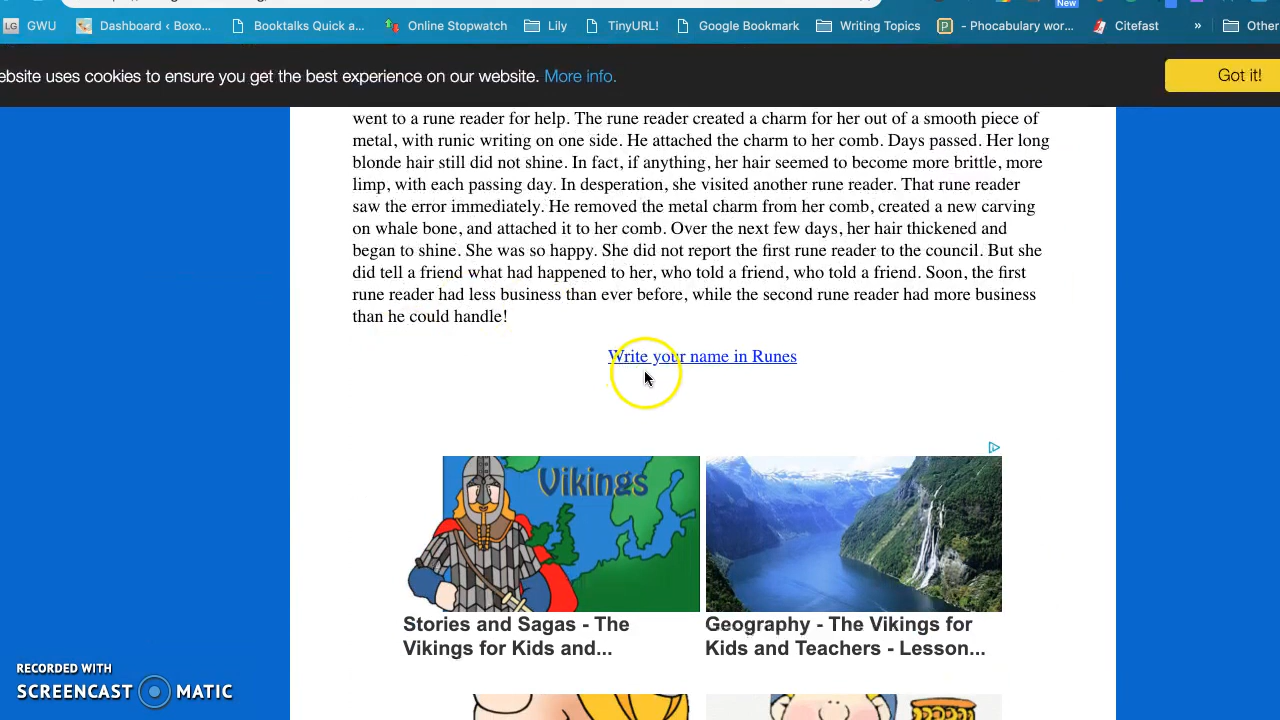 New
GWU
Dashboard ‹ Boxo...
Booktalks Quick a...
Online Stopwatch
Lily
TinyURL!
Google Bookmark
Writing Topics
- Phocabulary wor...
Citefast
»
Other
ebsite uses cookies to ensure you get the best experience on our website. More info.
Got it!
went to a rune reader for help. The rune reader created a charm for her out of a smooth piece of
metal, with runic writing on one side. He attached the charm to her comb. Days passed. Her long
blonde hair still did not shine. In fact, if anything, her hair seemed to become more brittle, more
limp, with each passing day. In desperation, she visited another rune reader. That rune reader
saw the error immediately. He removed the metal charm from her comb, created a new carving
on whale bone, and attached it to her comb. Over the next few days, her hair thickened and
began to shine. She was so happy. She did not report the first rune reader to the council. But she
did tell a friend what had happened to her, who told a friend, who told a friend. Soon, the first
rune reader had less business than ever before, while the second rune reader had more business
than he could handle!
Write your name in Runes
Vikings
Stories and Sagas - The
Vikings for Kids and...
Geography - The Vikings for
Kids and Teachers - Lesson...
RECORDED WITH
SCREENCAST MATIC